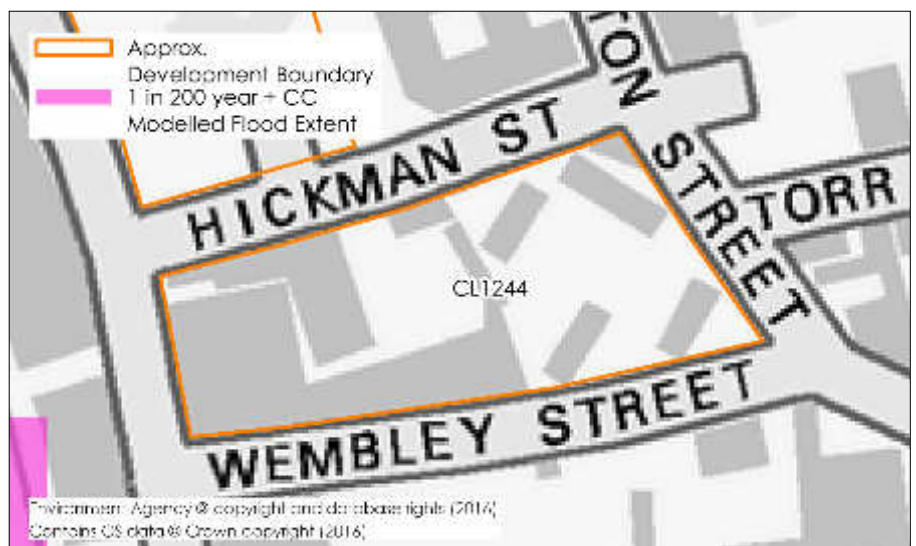 Approx.
Development Boundary
1 in 200 year + CC
Modelled Flood Extent
TON STREET
HICKMAN ST
TORR
CL1244
WEMBLEY STREET
Environment Agency © copyright and database rights (2016)
Contains OS data © Crown copyright (2016)